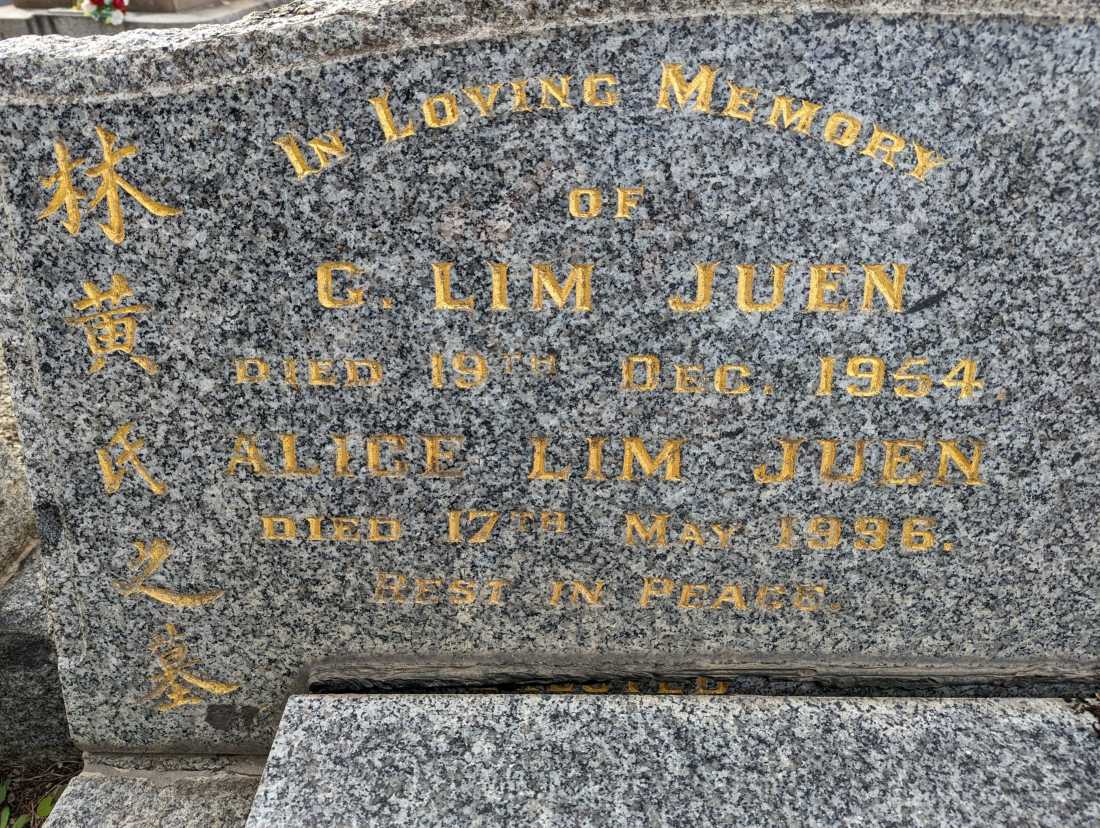 林黄氏之墓
IN LOVING MEMORY
OF
G. LIM JUEN
DIED 19TH DEC. 1954.
ALICE LIM JUEN
DIED 17TH MAY 1936.
REST IN PEACE.